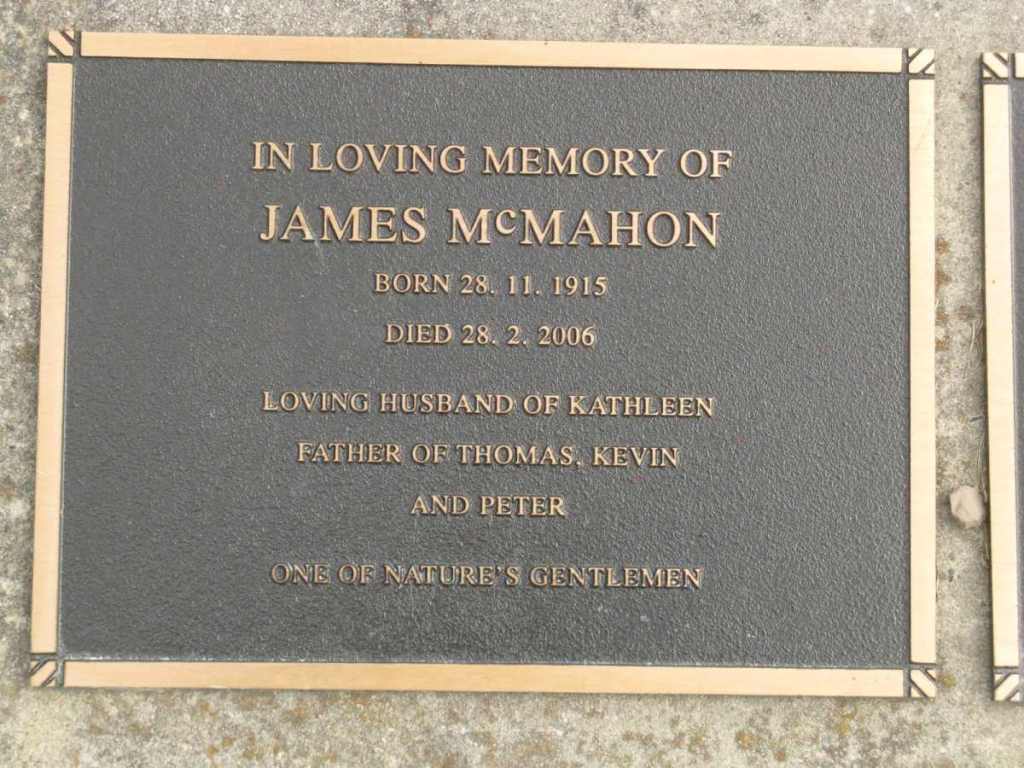 IN LOVING MEMORY OF
JAMES McMAHON
BORN 28. 11. 1915
DIED 28. 2. 2006
LOVING HUSBAND OF KATHLEEN
FATHER OF THOMAS, KEVIN
AND PETER
ONE OF NATURE'S GENTLEMEN